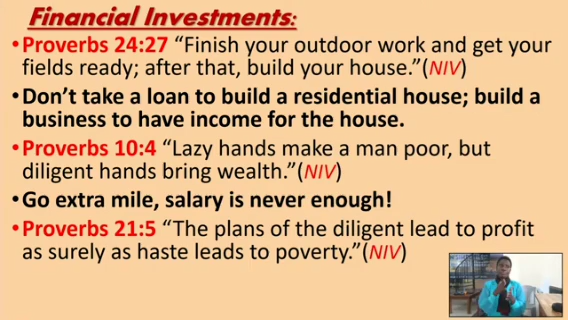 Financial Investments:
•Proverbs 24:27 “Finish your outdoor work and get your
fields ready; after that, build your house.”(NIV)
•Don’t take a loan to build a residential house; build a
business to have income for the house.
•Proverbs 10:4 “Lazy hands make a man poor, but
diligent hands bring wealth.”(NIV)
•Go extra mile, salary is never enough!
•Proverbs 21:5 “The plans of the diligent lead to profit
as surely as haste leads to poverty.”(NIV)